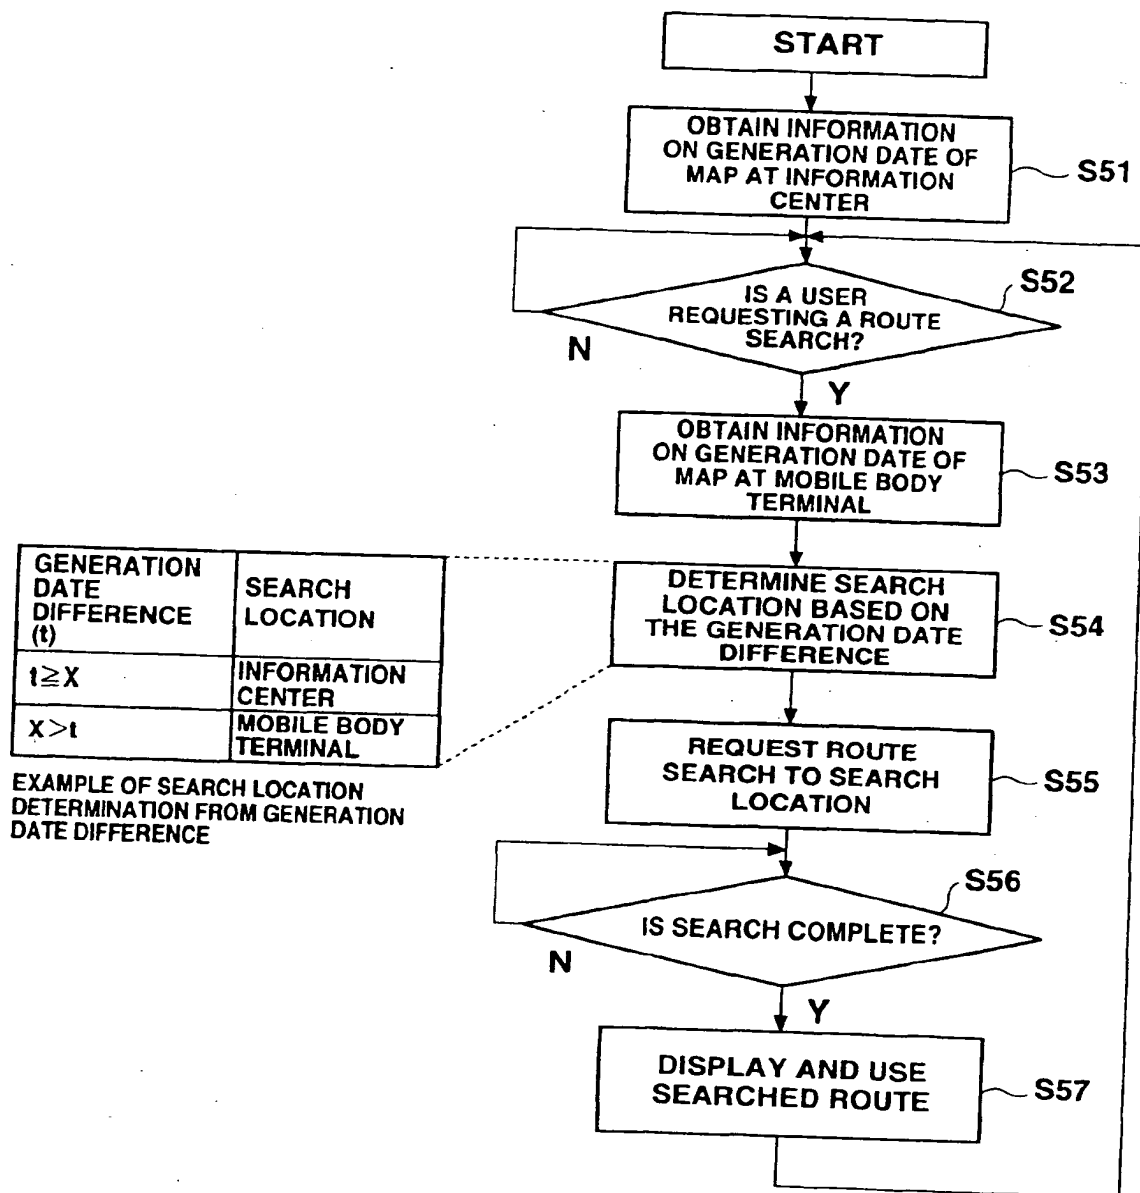 START
OBTAIN INFORMATION
ON GENERATION DATE OF
MAP AT INFORMATION
CENTER
S51
IS A USER
REQUESTING A ROUTE
SEARCH?
S52
N
Y
OBTAIN INFORMATION
ON GENERATION DATE OF
MAP AT MOBILE BODY
TERMINAL
S53
GENERATION
DATE
DIFFERENCE
(t)
SEARCH
LOCATION
t≧X
INFORMATION
CENTER
X>t
MOBILE BODY
TERMINAL
EXAMPLE OF SEARCH LOCATION
DETERMINATION FROM GENERATION
DATE DIFFERENCE
DETERMINE SEARCH
LOCATION BASED ON
THE GENERATION DATE
DIFFERENCE
S54
REQUEST ROUTE
SEARCH TO SEARCH
LOCATION
S55
IS SEARCH COMPLETE?
S56
N
Y
DISPLAY AND USE
SEARCHED ROUTE
S57